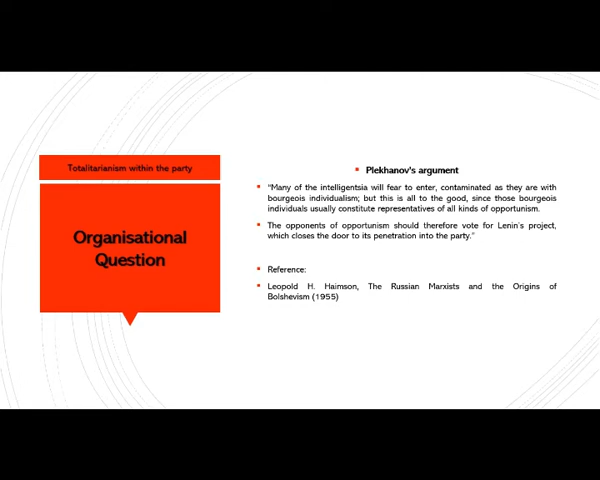 Totalitarianism within the party
Organisational
Question
Plekhanov's argument
"Many of the intelligentsia will fear to enter, contaminated as they are with
bourgeois individualism; but this is all to the good, since those bourgeois
individuals usually constitute representatives of all kinds of opportunism.
The opponents of opportunism should therefore vote for Lenin's project,
which closes the door to its penetration into the party."
Reference:
Leopold H. Haimson, The Russian Marxists and the Origins of
Bolshevism (1955)